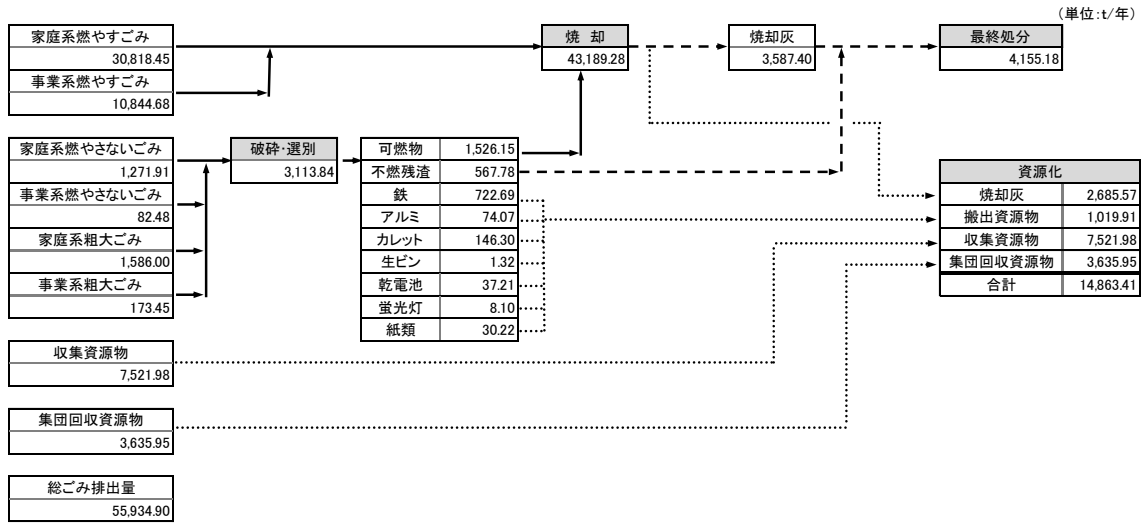 (単位:t/年)
家庭系燃やすごみ
30,818.45
事業系燃やすごみ
10,844.68
焼 却
43,189.28
焼却灰
3,587.40
最終処分
4,155.18
家庭系燃やさないごみ
1,271.91
事業系燃やさないごみ
82.48
家庭系粗大ごみ
1,586.00
事業系粗大ごみ
173.45
破砕・選別
3,113.84
可燃物 1,526.15
不燃残渣 567.78
鉄 722.69
アルミ 74.07
カレット 146.30
生ビン 1.32
乾電池 37.21
蛍光灯 8.10
紙類 30.22
資源化
焼却灰 2,685.57
搬出資源物 1,019.91
収集資源物 7,521.98
集団回収資源物 3,635.95
合計 14,863.41
収集資源物
7,521.98
集団回収資源物
3,635.95
総ごみ排出量
55,934.90